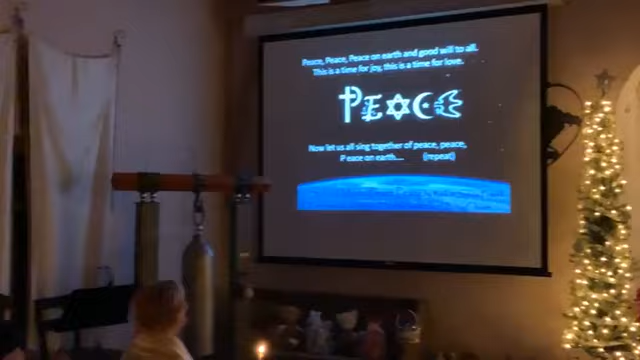 Peace, Peace, Peace on earth and good will to all.
This is a time for joy, this is a time for love.
PEACE
Now let us all sing together of peace, peace,
Peace on earth.... (repeat)